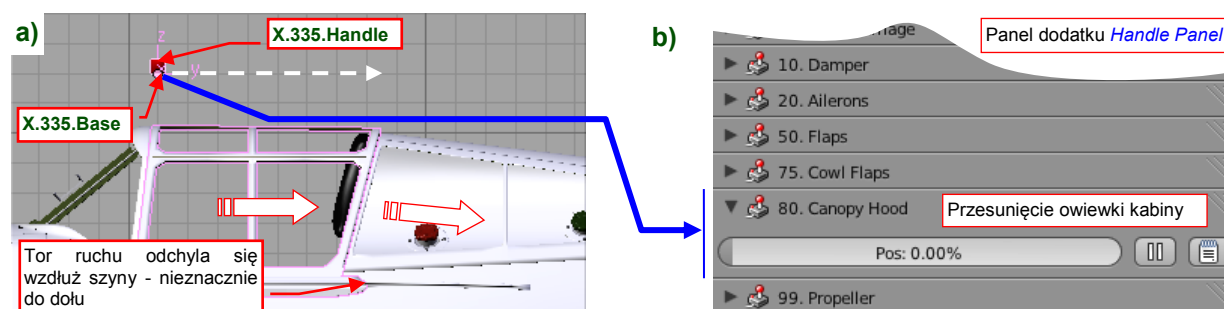 a)
X.335.Handle
z
y
X.335.Base
Tor ruchu odchyla się
wzdłuż szyny - nieznacznie
do dołu
b)
Panel dodatku Handle Panel
10. Damper
20. Ailerons
50. Flaps
75. Cowl Flaps
80. Canopy Hood
Przesunięcie owiewki kabiny
Pos: 0.00%
99. Propeller